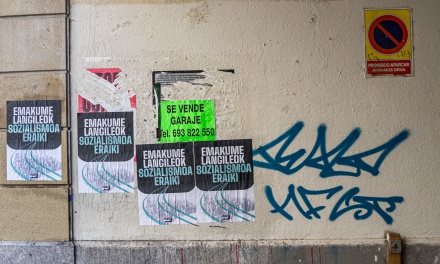 EMAKUME
LANGILEOK
SOZIALISMOA
ERAIKI
EMAKUME
LANGILEOK
SOZIALISMOA
ERAIKI
SE VENDE
GARAJE
Tel. 693 822 550
EMAKUME
LANGILEOK
SOZIALISMOA
ERAIKI
EMAKUME
LANGILEOK
SOZIALISMOA
ERAIKI
PROHIBIDO APARCAR